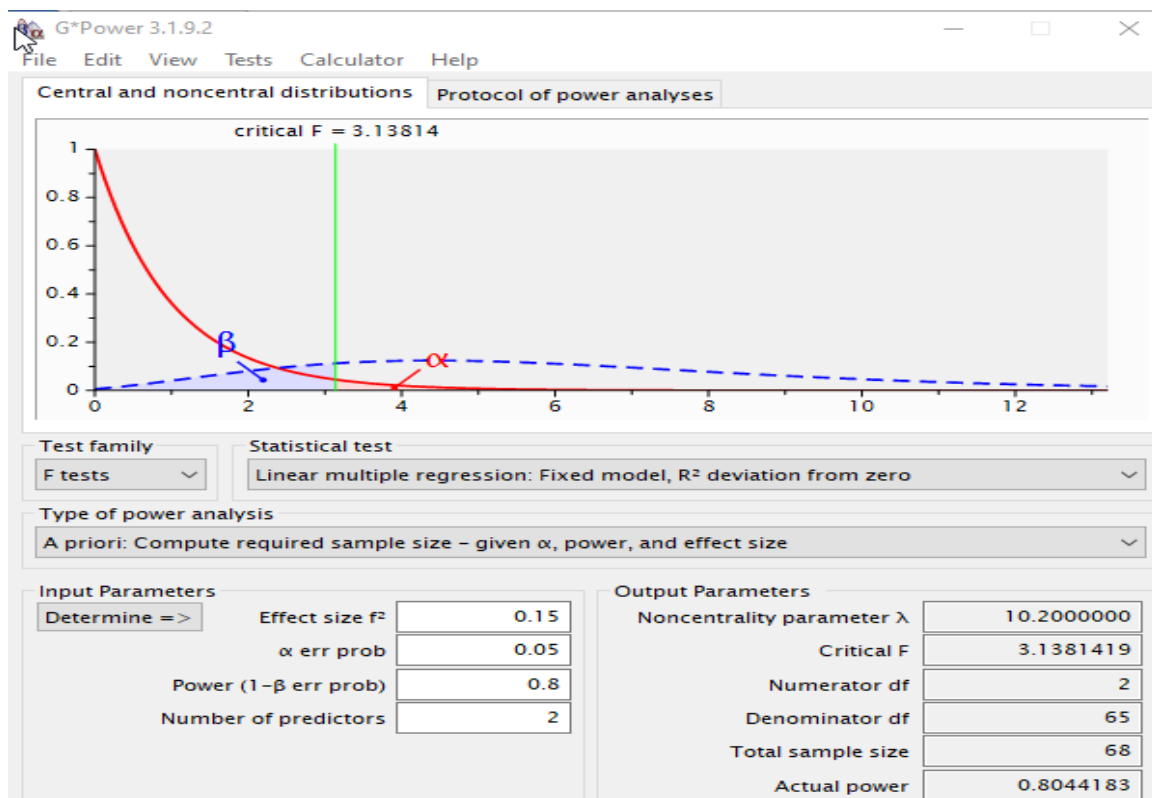 G*Power 3.1.9.2
File Edit View Tests Calculator Help
Central and noncentral distributions Protocol of power analyses
critical F = 3.13814
1
0.8
0.6
0.4
0.2
0
β
α
0 2 4 6 8 10 12
Test family Statistical test
F tests Linear multiple regression: Fixed model, R² deviation from zero
Type of power analysis
A priori: Compute required sample size – given α, power, and effect size
Input Parameters Output Parameters
Determine => Effect size f² 0.15 Noncentrality parameter λ 10.2000000
α err prob 0.05 Critical F 3.1381419
Power (1-β err prob) 0.8 Numerator df 2
Number of predictors 2 Denominator df 65
Total sample size 68
Actual power 0.8044183